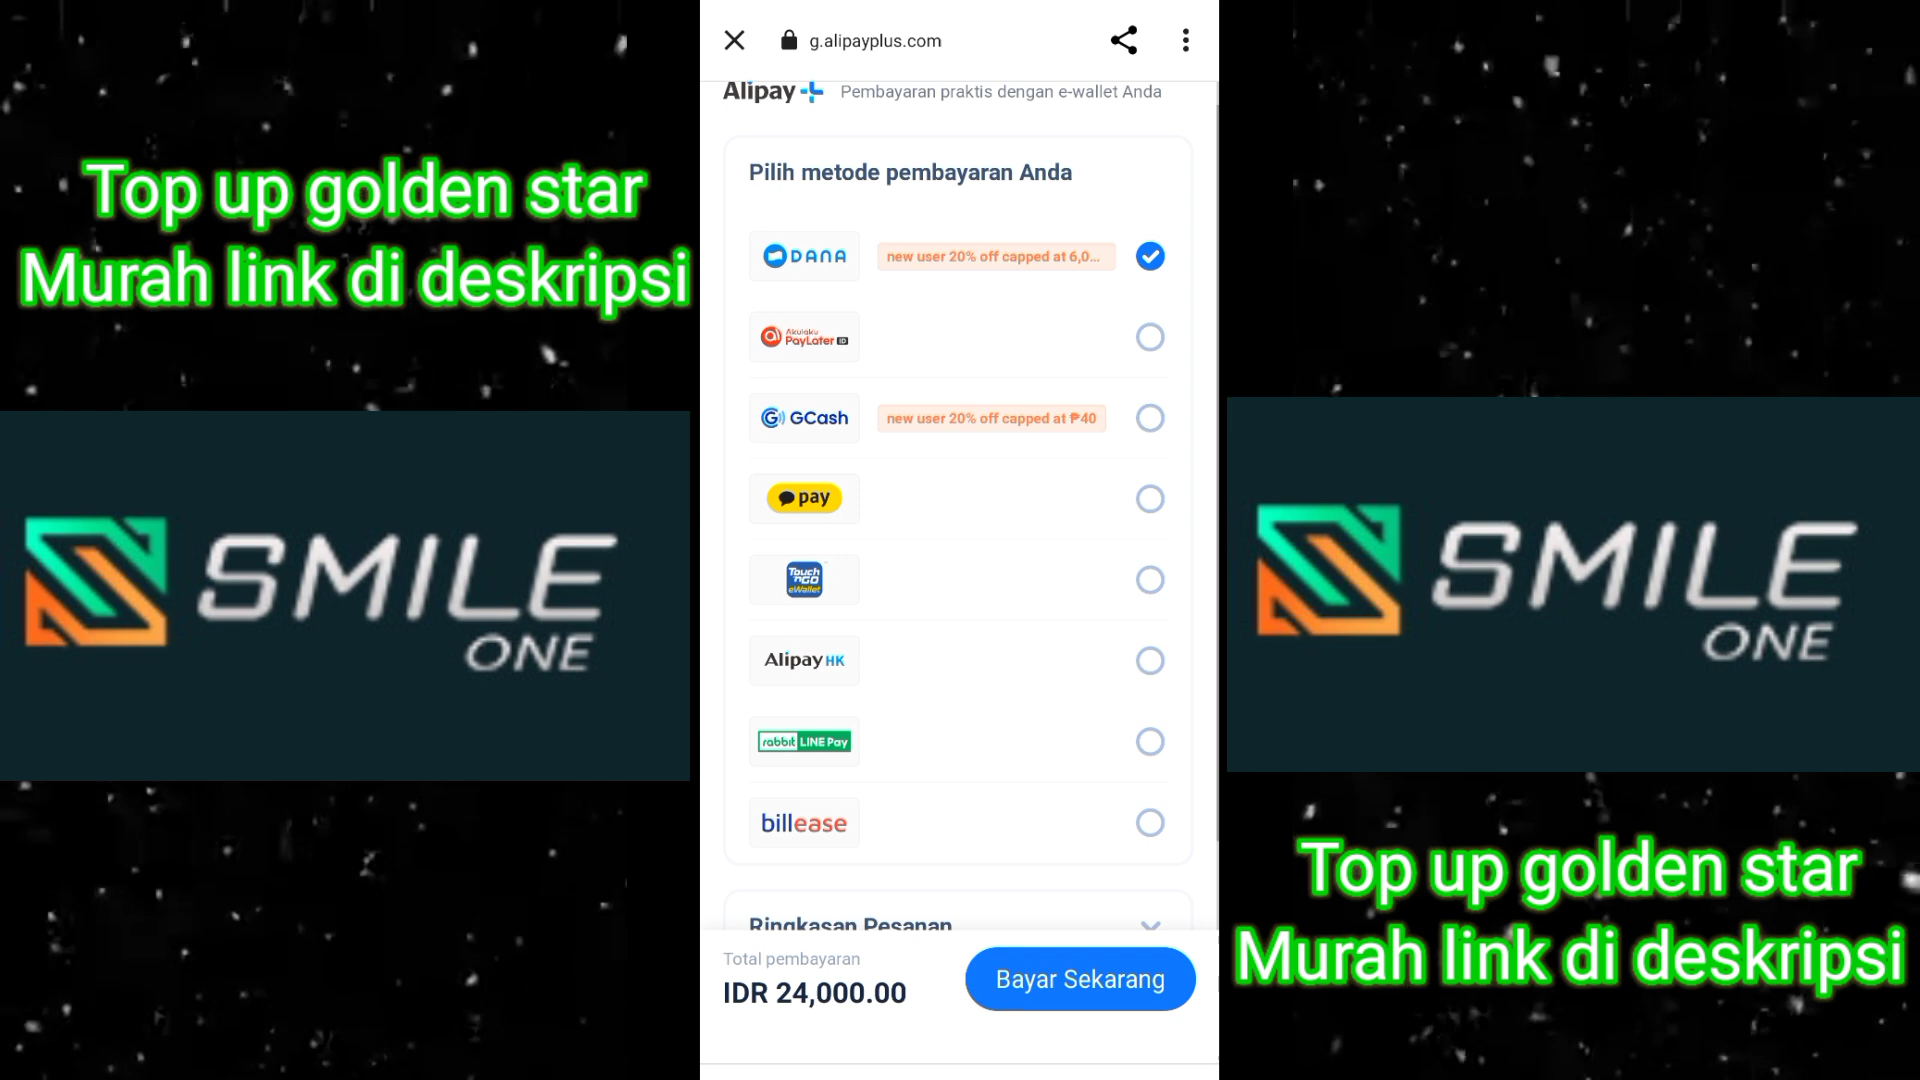 Top up golden star
Murah link di deskripsi
SMILE
ONE
g.alipayplus.com
Alipay+ Pembayaran praktis dengan e-wallet Anda
Pilih metode pembayaran Anda
DANA new user 20% off capped at 6,0...
Akulaku
PayLater ID
GCash new user 20% off capped at ₱40
pay
Touch
'nGO
eWallet
Alipay HK
rabbit LINE Pay
billease
Ringkasan Pesanan
Total pembayaran
IDR 24,000.00
Bayar Sekarang
SMILE
ONE
Top up golden star
Murah link di deskripsi